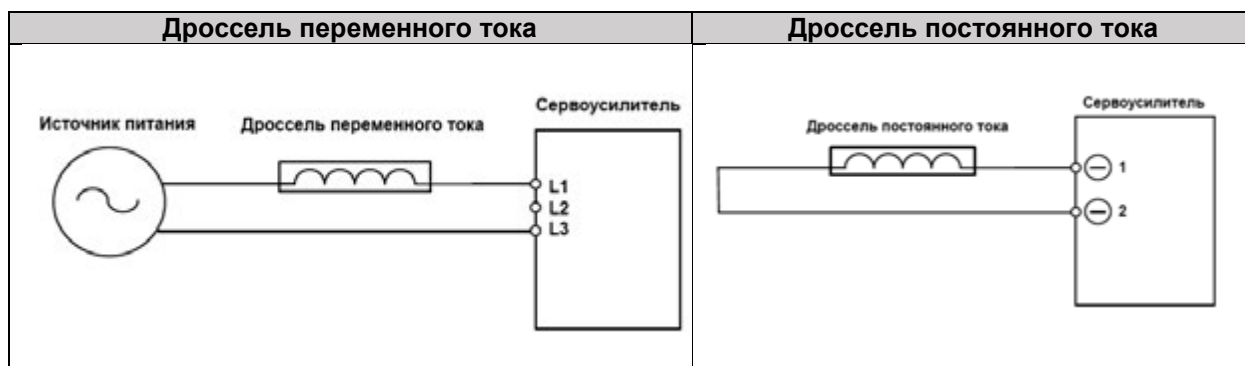 Дроссель переменного тока
Дроссель постоянного тока
Источник питания
Дроссель переменного тока
Сервоусилитель
L1
L2
L3
Дроссель постоянного тока
Сервоусилитель
1
2